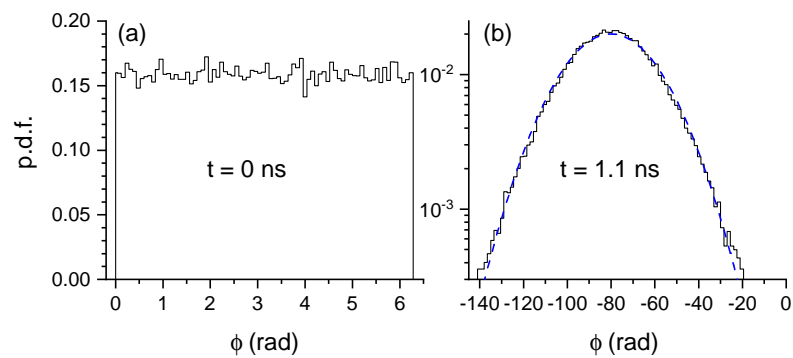 (a)
(b)
p.d.f.
0.20
0.15
0.10
0.05
0.00
t = 0 ns
0 1 2 3 4 5 6
ϕ (rad)
10⁻²
10⁻³
t = 1.1 ns
-140 -120 -100 -80 -60 -40 -20 0
ϕ (rad)